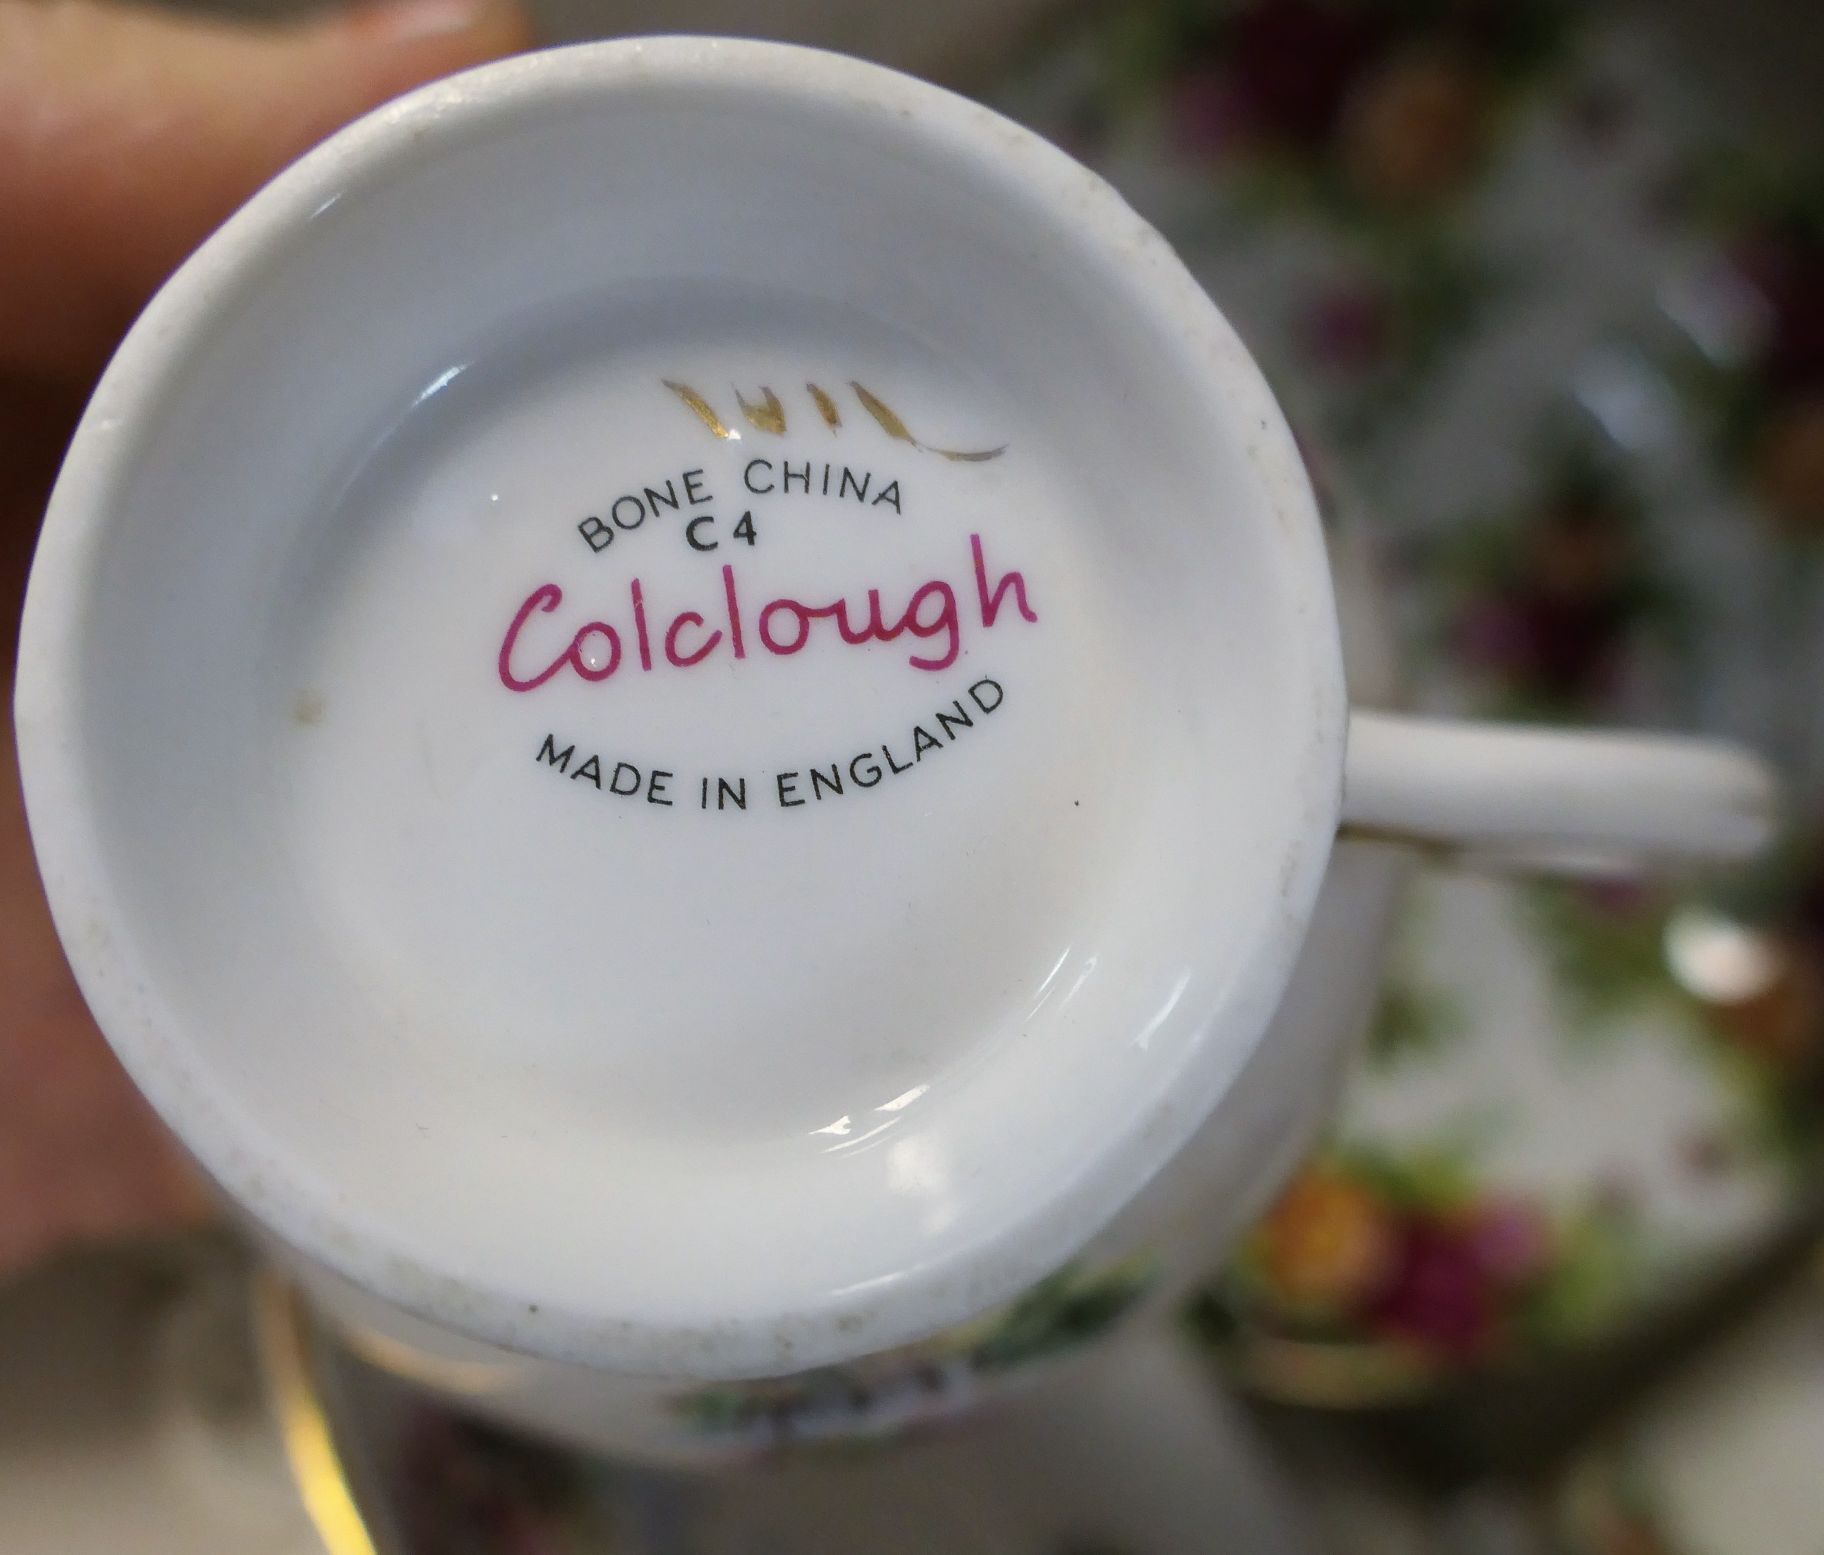 BONE CHINA
C4
Colclough
MADE IN ENGLAND